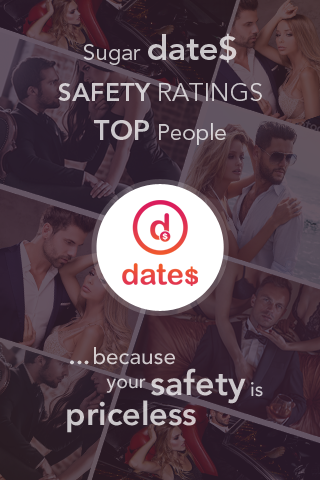 Sugar date$
SAFETY RATINGS
TOP People
d
$
date$
...because
your safety is
priceless